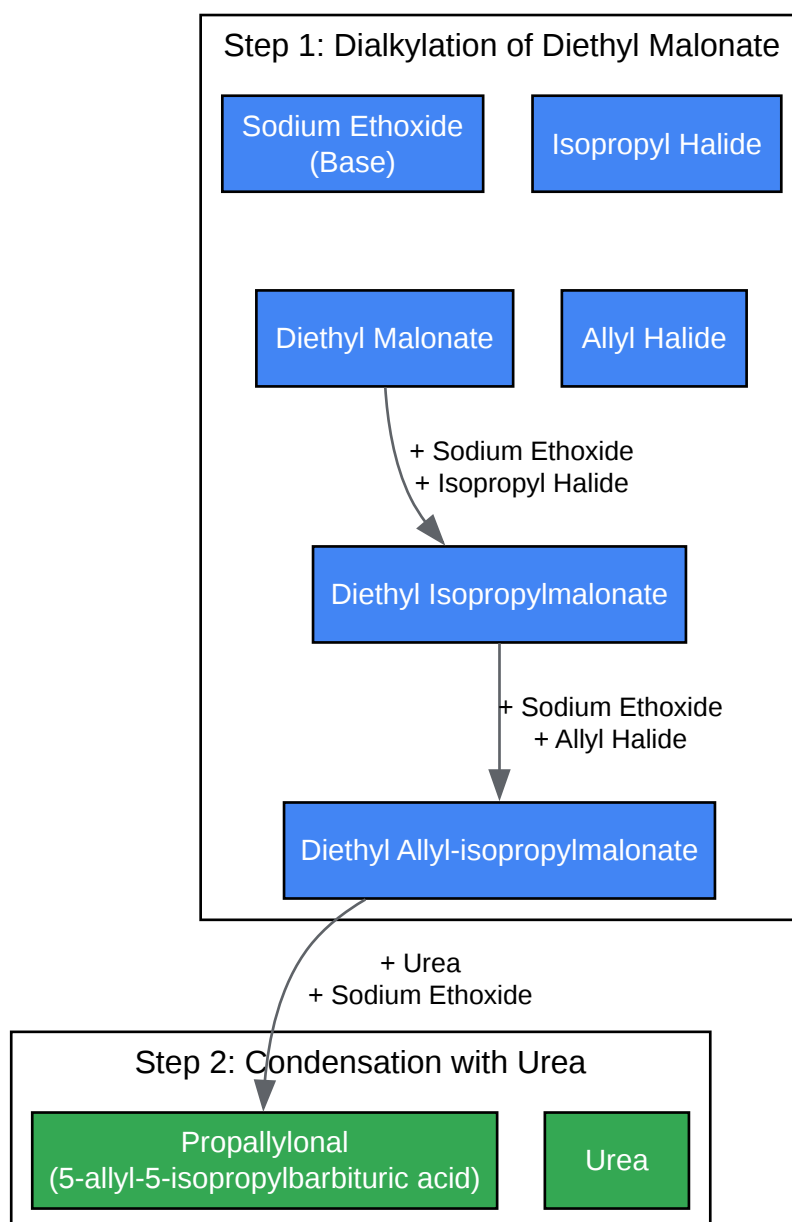 Step 1: Dialkylation of Diethyl Malonate
Sodium Ethoxide
(Base)
Isopropyl Halide
Diethyl Malonate
Allyl Halide
+ Sodium Ethoxide
+ Isopropyl Halide
Diethyl Isopropylmalonate
+ Sodium Ethoxide
+ Allyl Halide
Diethyl Allyl-isopropylmalonate
+ Urea
+ Sodium Ethoxide
Step 2: Condensation with Urea
Propallylonal
(5-allyl-5-isopropylbarbituric acid)
Urea